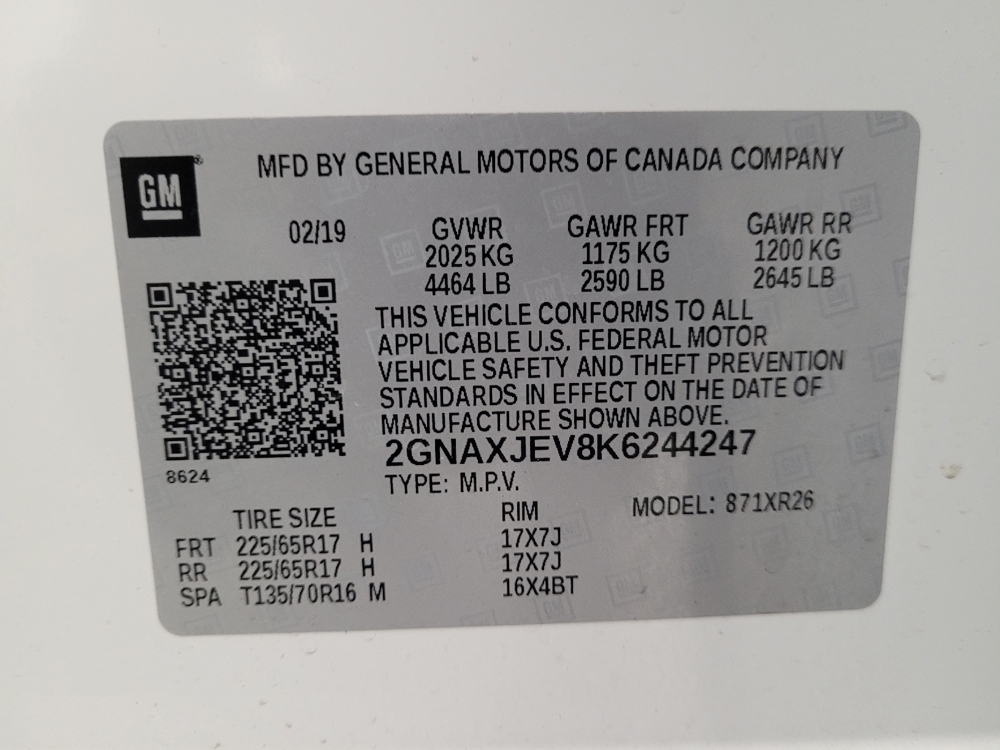 GM
MFD BY GENERAL MOTORS OF CANADA COMPANY
02/19 GVWR GAWR FRT GAWR RR
2025 KG 1175 KG 1200 KG
4464 LB 2590 LB 2645 LB
THIS VEHICLE CONFORMS TO ALL
APPLICABLE U.S. FEDERAL MOTOR
VEHICLE SAFETY AND THEFT PREVENTION
STANDARDS IN EFFECT ON THE DATE OF
MANUFACTURE SHOWN ABOVE.
2GNAXJEV8K6244247
8624
TYPE: M.P.V.
MODEL: 871XR26
TIRE SIZE RIM
FRT 225/65R17 H 17X7J
RR 225/65R17 H 17X7J
SPA T135/70R16 M 16X4BT